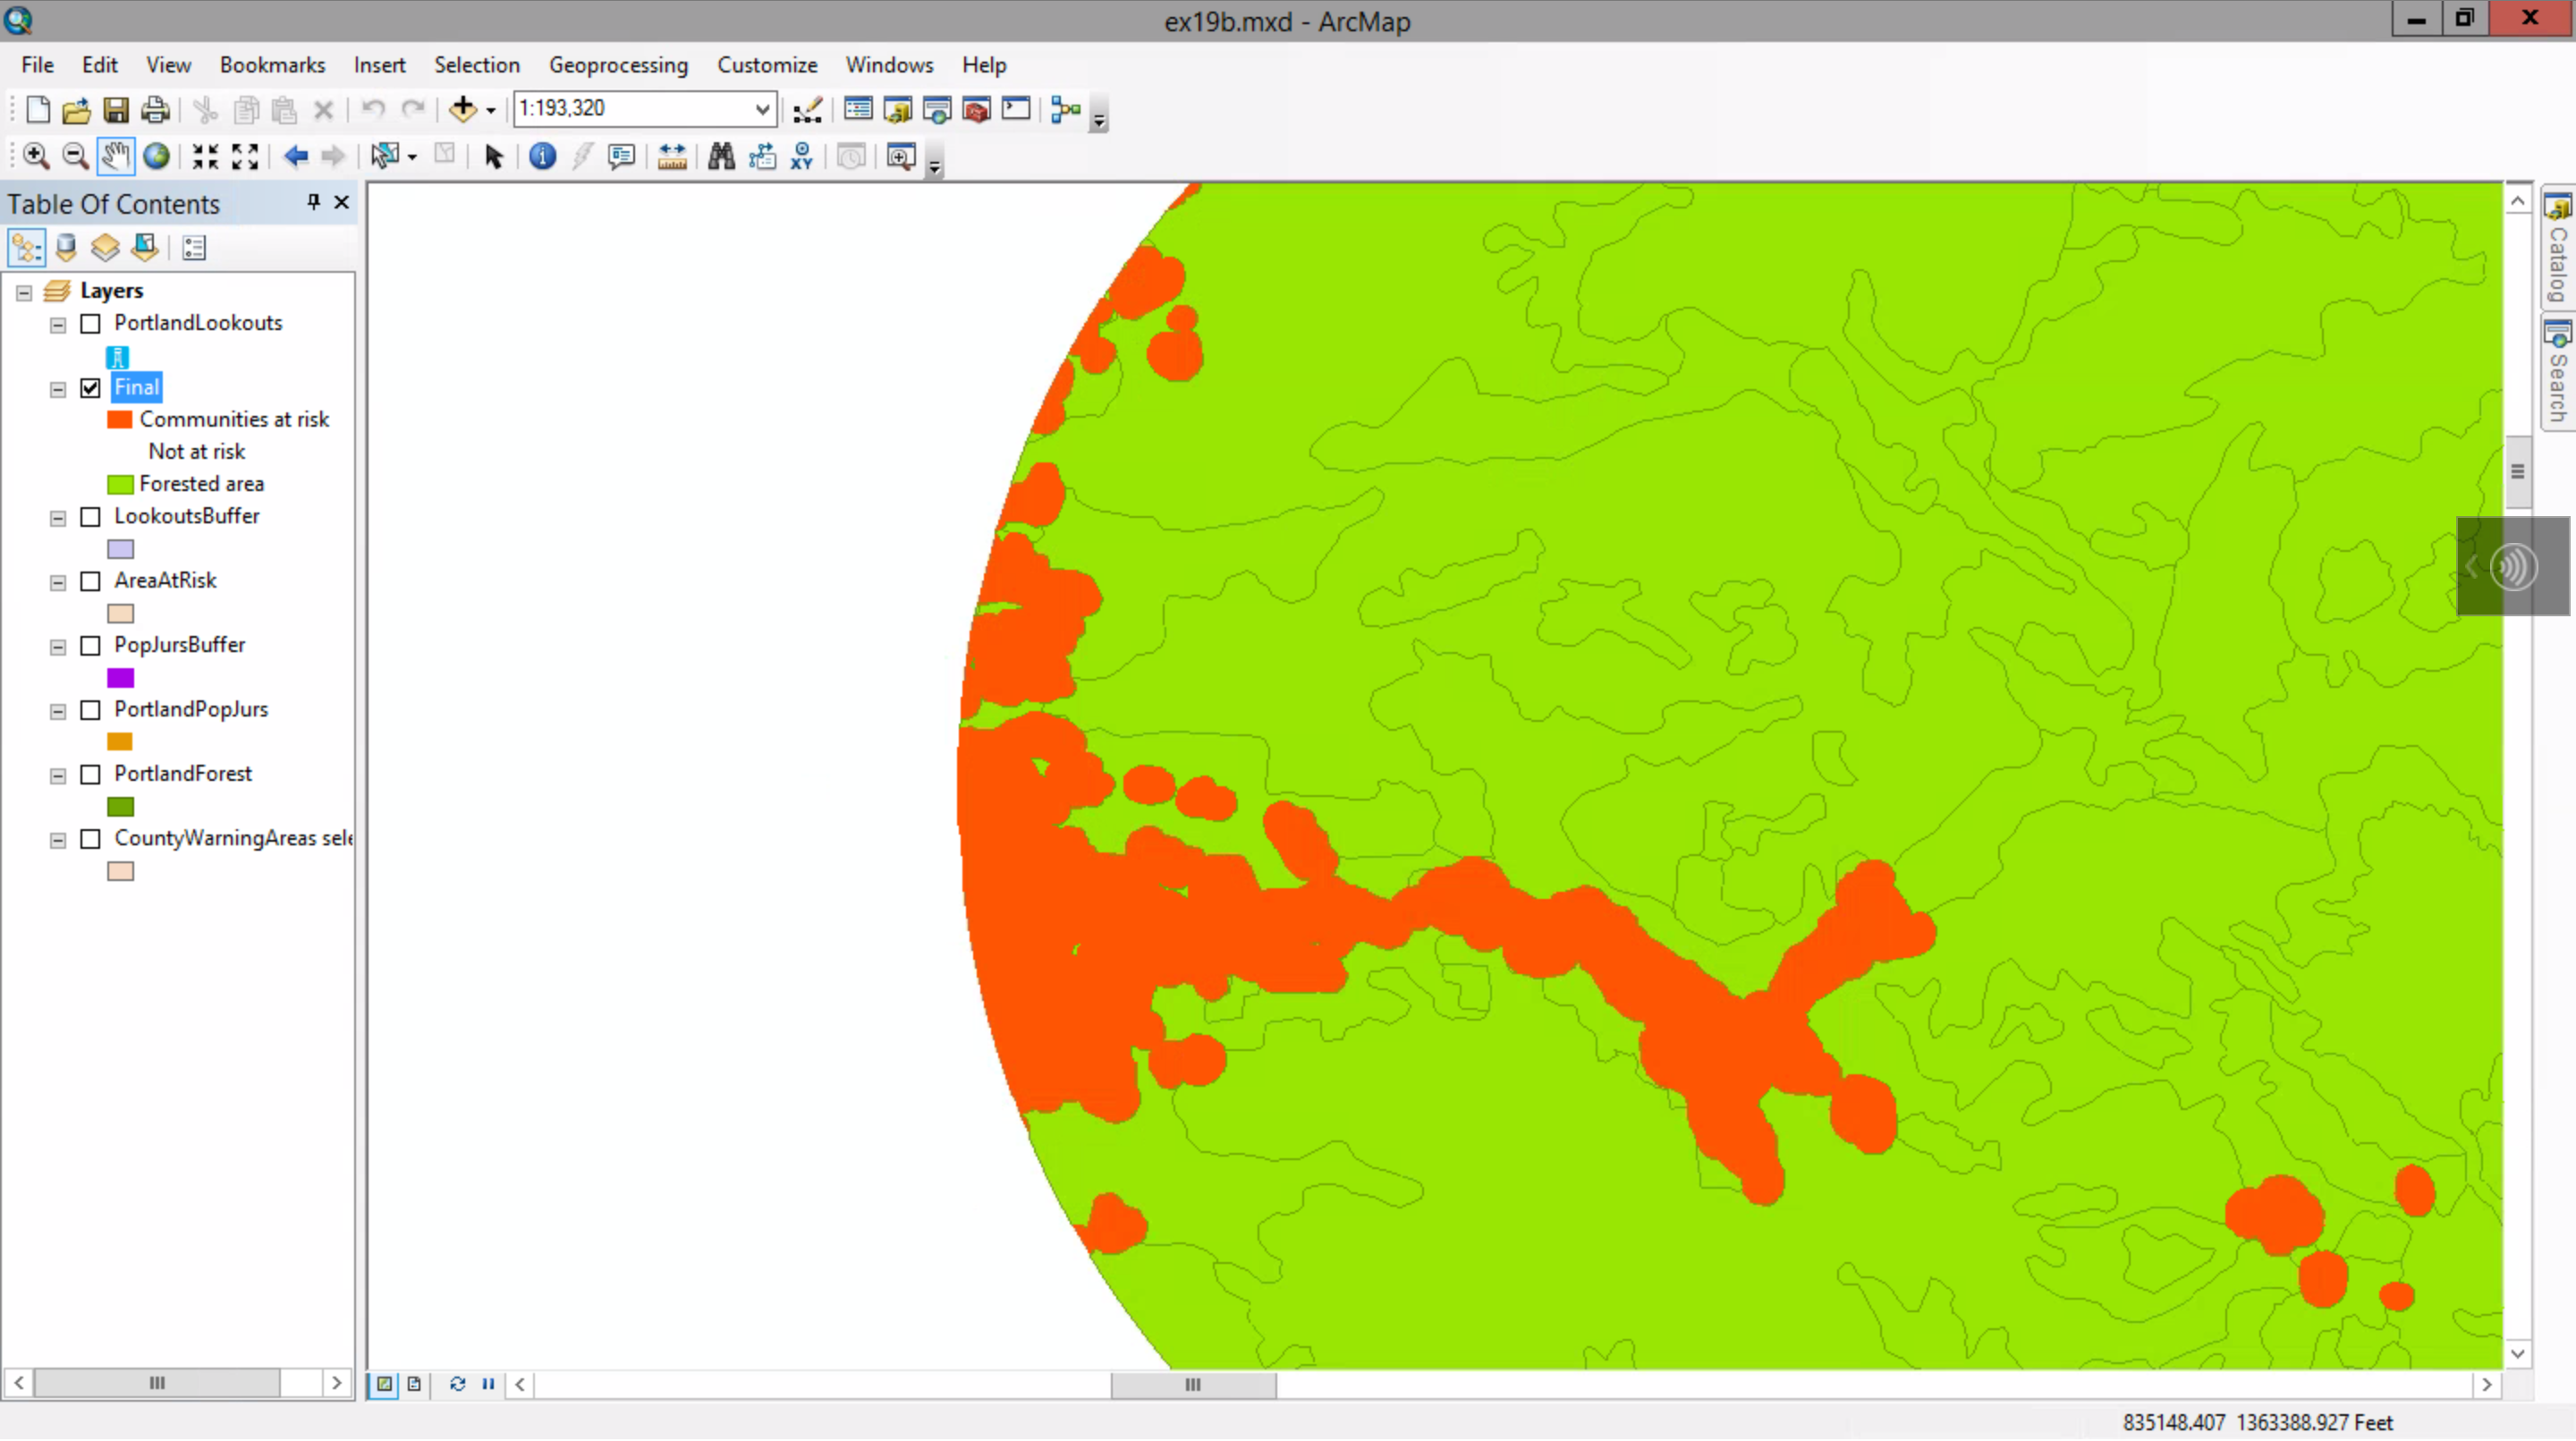 ex19b.mxd - ArcMap
File Edit View Bookmarks Insert Selection Geoprocessing Customize Windows Help
1:193,320
XY
Table Of Contents
Layers
PortlandLookouts
Final
Communities at risk
Not at risk
Forested area
LookoutsBuffer
AreaAtRisk
PopJursBuffer
PortlandPopJurs
PortlandForest
CountyWarningAreas sele
Catalog
Search
835148.407 1363388.927 Feet